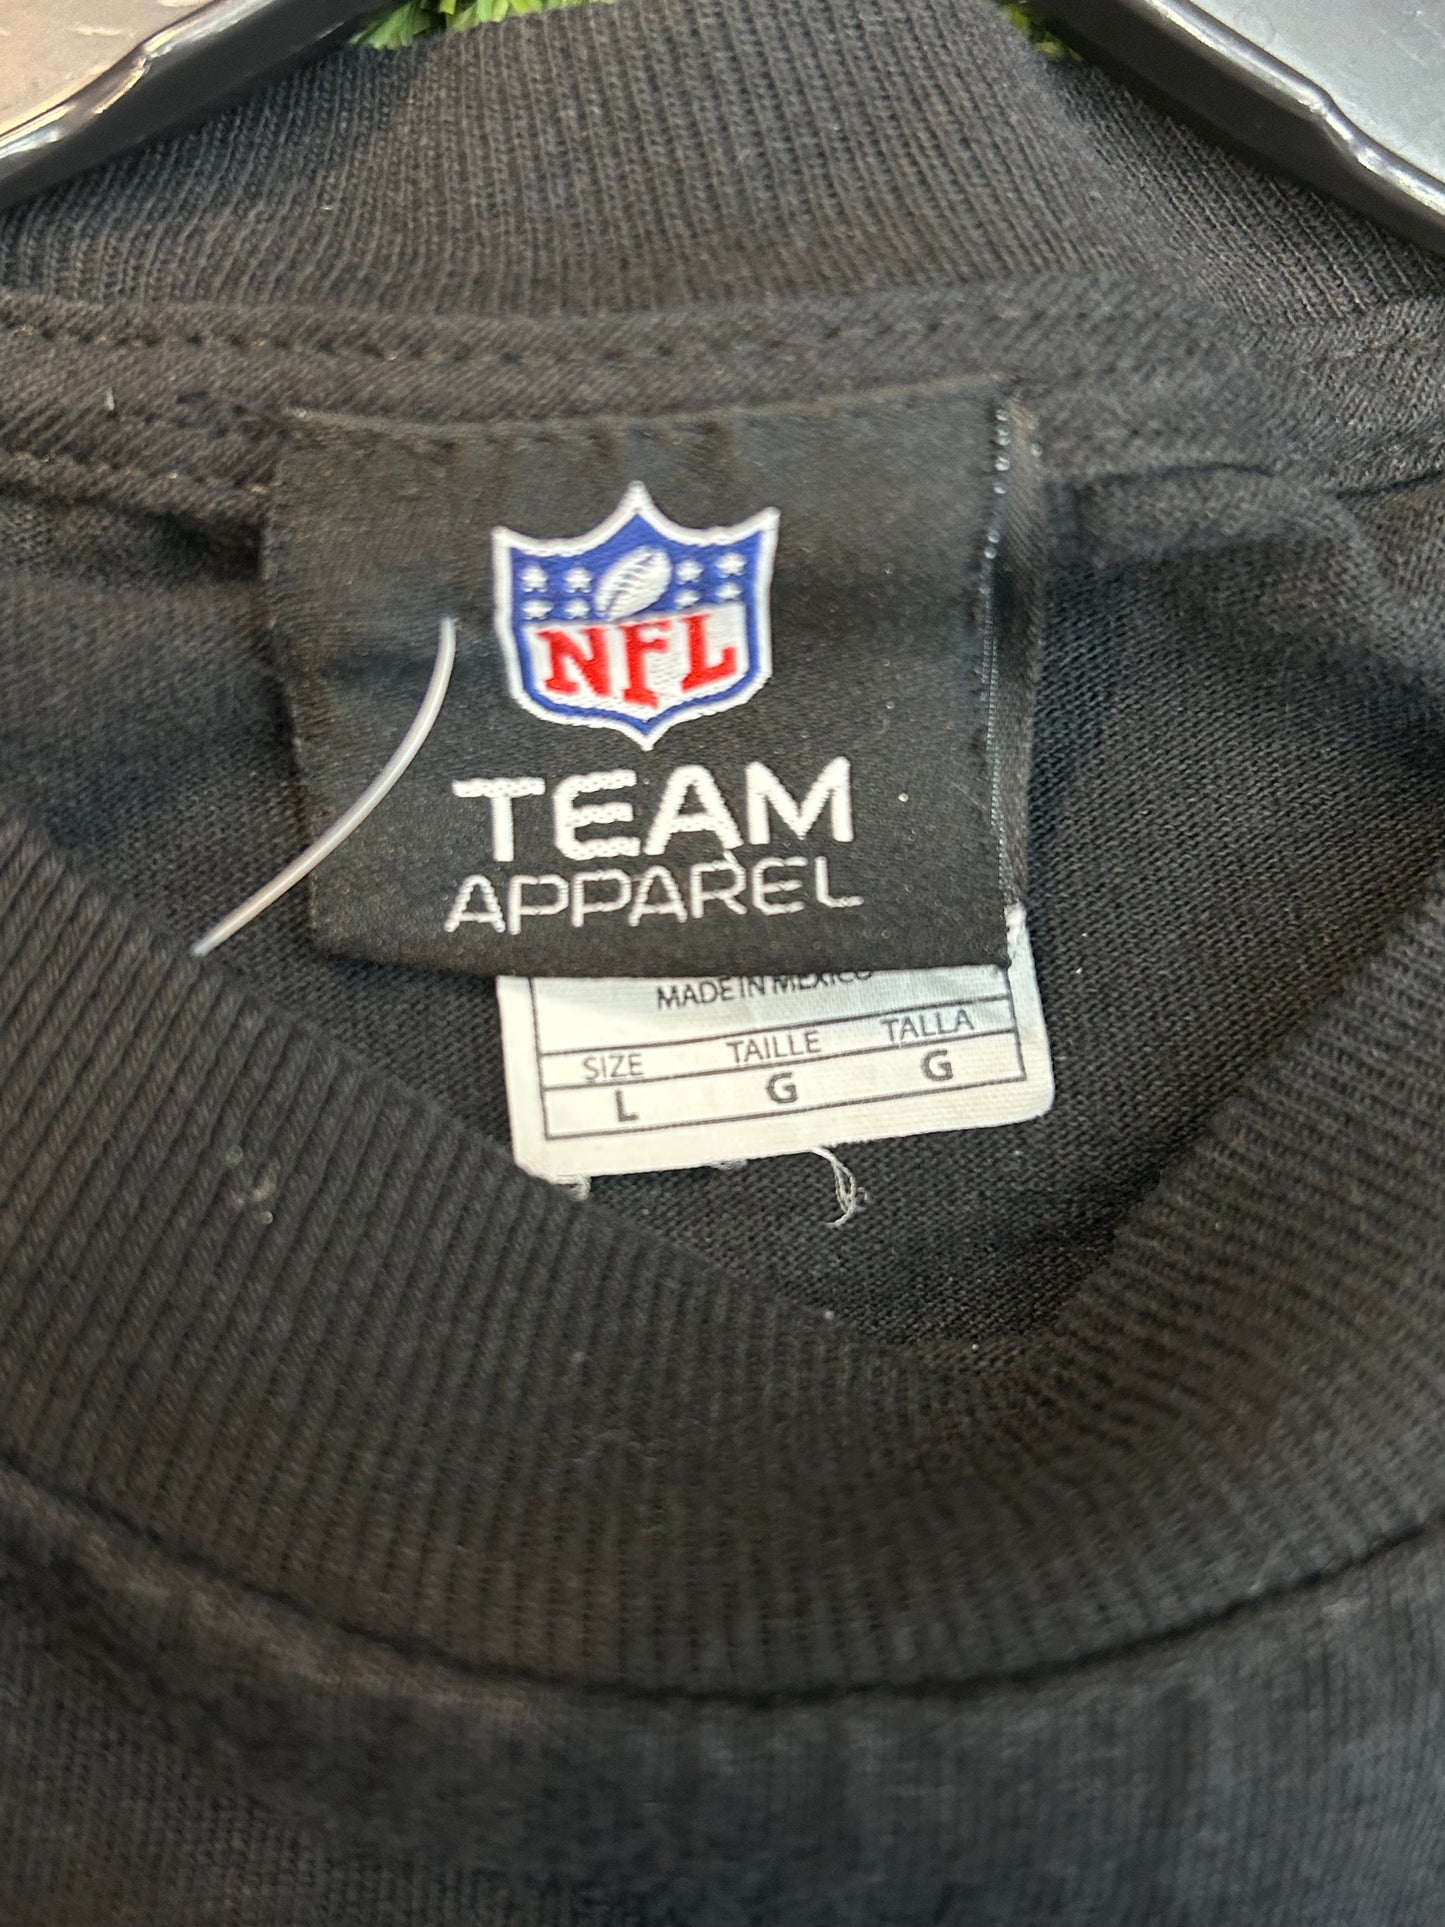 NFL
TEAM
APPAREL
MADE IN MEXICO
SIZE TAILLE TALLA
L G G